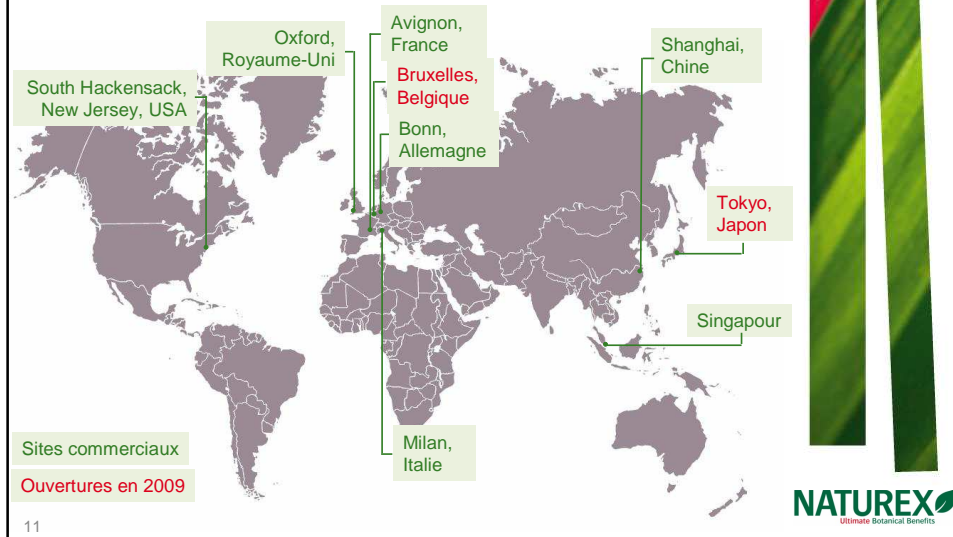 Oxford,
Royaume-Uni
Avignon,
France
Shanghai,
Chine
South Hackensack,
New Jersey, USA
Bruxelles,
Belgique
Bonn,
Allemagne
Tokyo,
Japon
Singapour
Milan,
Italie
Sites commerciaux
Ouvertures en 2009
11
NATUREX
Ultimate Botanical Benefits